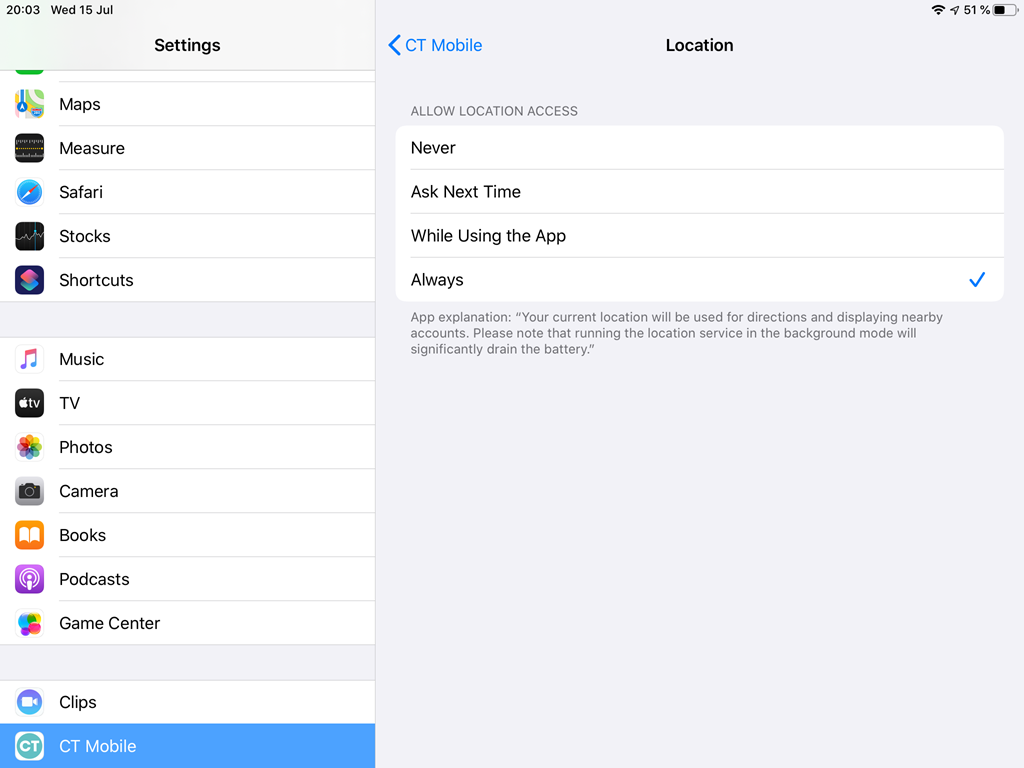 20:03 Wed 15 Jul
51 %
Settings
Maps
Measure
Safari
Stocks
Shortcuts
Music
tv
TV
Photos
Camera
Books
Podcasts
Game Center
Clips
CT
CT Mobile
CT Mobile
Location
ALLOW LOCATION ACCESS
Never
Ask Next Time
While Using the App
Always
App explanation: “Your current location will be used for directions and displaying nearby
accounts. Please note that running the location service in the background mode will
significantly drain the battery.”